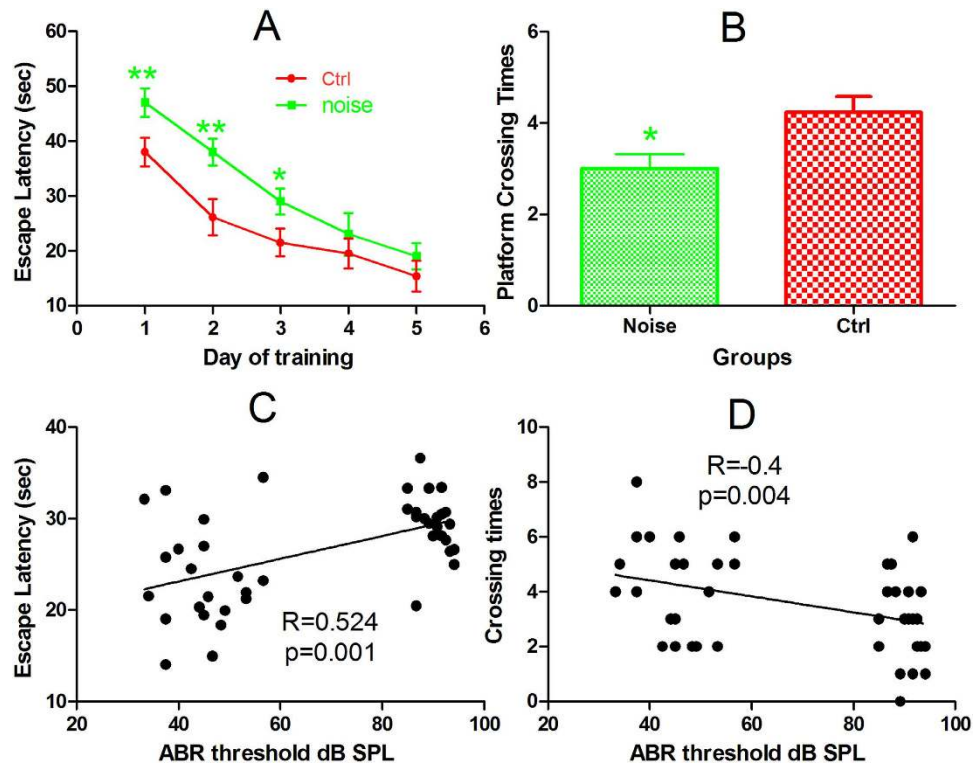 A
60
50
40
30
20
10
Escape Latency (sec)
**
**
*
Ctrl
noise
0 1 2 3 4 5 6
Day of training
B
6
4
2
0
Platform Crossing Times
*
Noise Ctrl
Groups
C
40
30
20
10
Escape Latency (sec)
R=0.524
p=0.001
20 40 60 80 100
ABR threshold dB SPL
D
10
8
6
4
2
0
Crossing times
R=-0.4
p=0.004
20 40 60 80 100
ABR threshold dB SPL